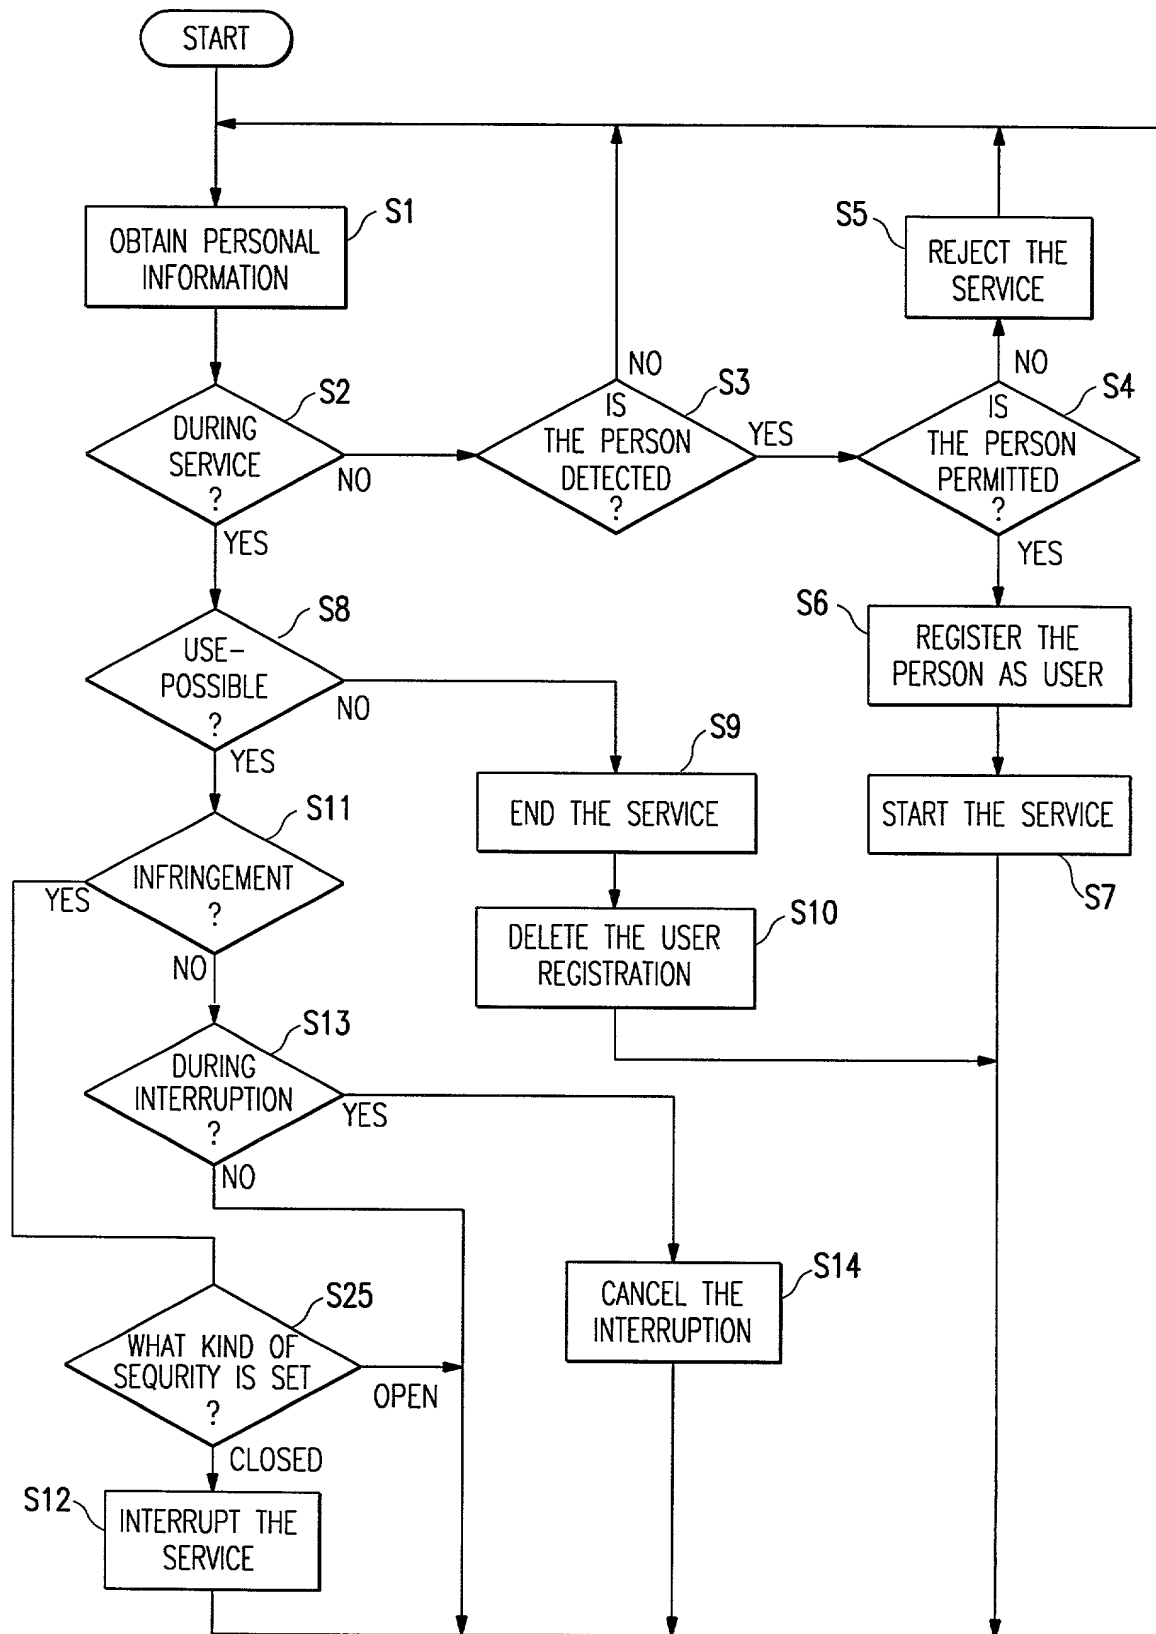 START
S1
OBTAIN PERSONAL
INFORMATION
S5
REJECT THE
SERVICE
S2
DURING
SERVICE
?
NO
YES
NO
S3
IS
THE PERSON
DETECTED
?
YES
NO
S4
IS
THE PERSON
PERMITTED
?
YES
S6
REGISTER THE
PERSON AS USER
S8
USE-
POSSIBLE
?
NO
YES
S9
END THE SERVICE
START THE SERVICE
S7
S11
INFRINGEMENT
?
YES
NO
S10
DELETE THE USER
REGISTRATION
S13
DURING
INTERRUPTION
?
YES
NO
S14
CANCEL THE
INTERRUPTION
S25
WHAT KIND OF
SEQURITY IS SET
?
OPEN
CLOSED
S12
INTERRUPT THE
SERVICE